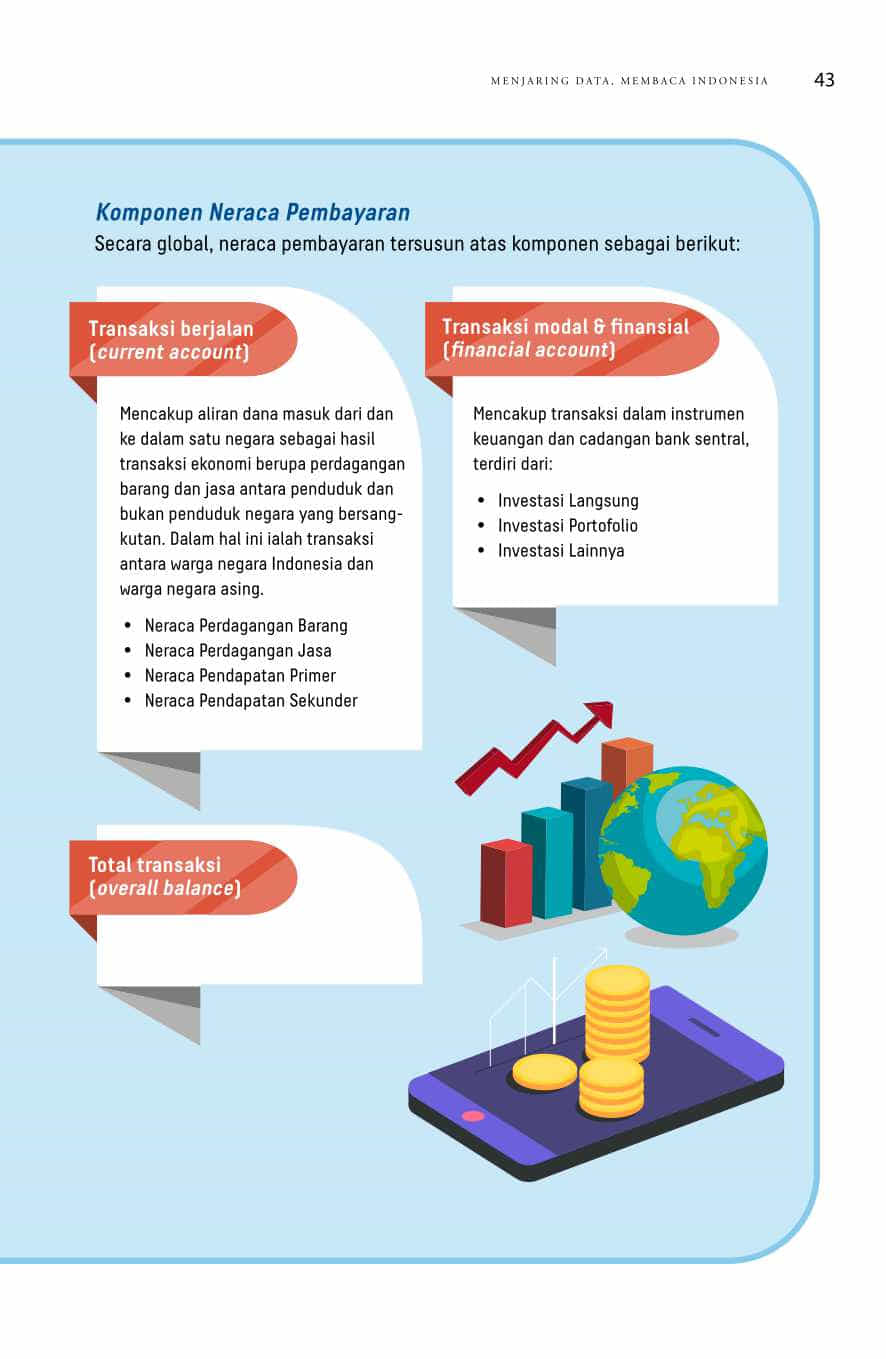 MENJARING DATA, MEMBACA INDONESIA 43
Komponen Neraca Pembayaran
Secara global, neraca pembayaran tersusun atas komponen sebagai berikut:
Transaksi berjalan
(current account)
Mencakup aliran dana masuk dari dan
ke dalam satu negara sebagai hasil
transaksi ekonomi berupa perdagangan
barang dan jasa antara penduduk dan
bukan penduduk negara yang bersang-
kutan. Dalam hal ini ialah transaksi
antara warga negara Indonesia dan
warga negara asing.
• Neraca Perdagangan Barang
• Neraca Perdagangan Jasa
• Neraca Pendapatan Primer
• Neraca Pendapatan Sekunder
Transaksi modal & finansial
(financial account)
Mencakup transaksi dalam instrumen
keuangan dan cadangan bank sentral,
terdiri dari:
• Investasi Langsung
• Investasi Portofolio
• Investasi Lainnya
Total transaksi
(overall balance)